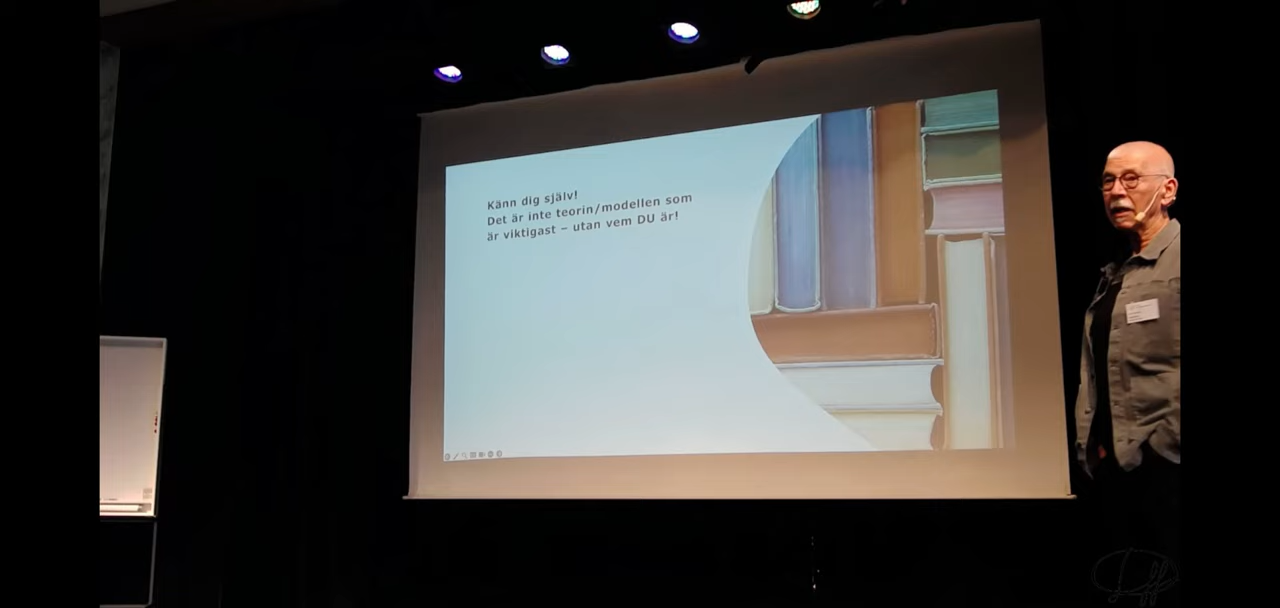 Känn dig själv!
Det är inte teorin/modellen som
är viktigast – utan vem DU är!